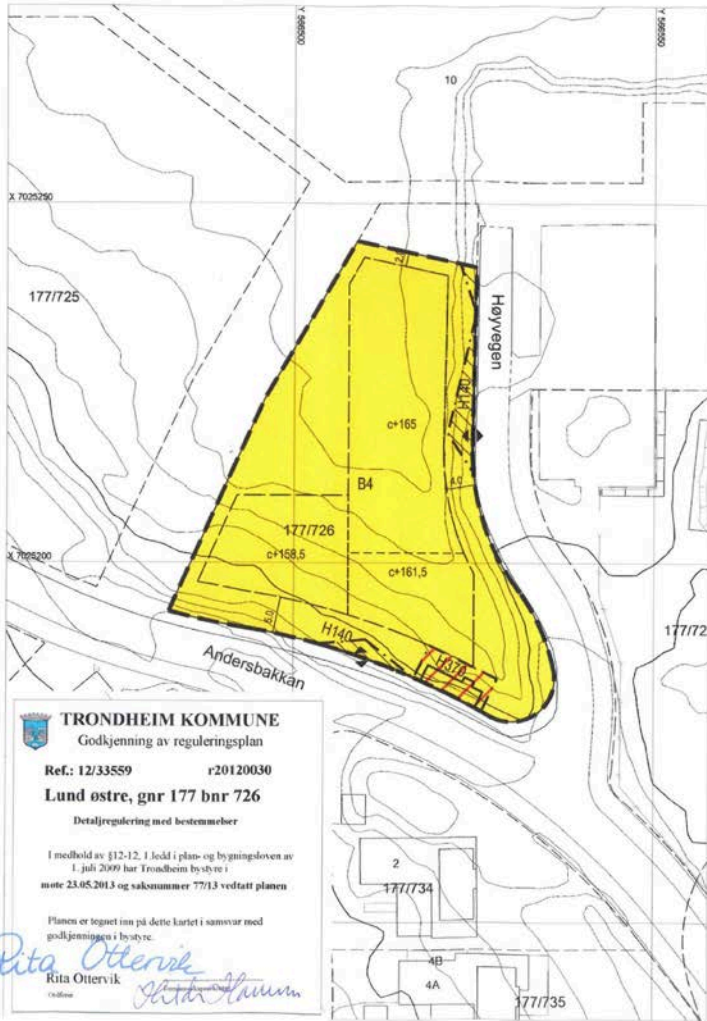 Y 566500
Y 566550
10
X 7025250
177/725
2
Høyvegen
H140
c+165
4.0
B4
177/726
c+158,5
c+161,5
X 7025200
5.0
H140
H370
177/72
Andersbakkan
TRONDHEIM KOMMUNE
Godkjenning av reguleringsplan
Ref.: 12/33559 r20120030
Lund østre, gnr 177 bnr 726
Detaljregulering med bestemmelser
I medhold av §12-12, 1.ledd i plan- og bygningsloven av
1. juli 2009 har Trondheim bystyre i
møte 23.05.2013 og saksnummer 77/13 vedtatt planen
Planen er tegnet inn på dette kartet i samsvar med
godkjenningen i bystyre.
Rita Ottervik
Rita Ottervik
Ordfører
2
177/734
4B
4A
177/735